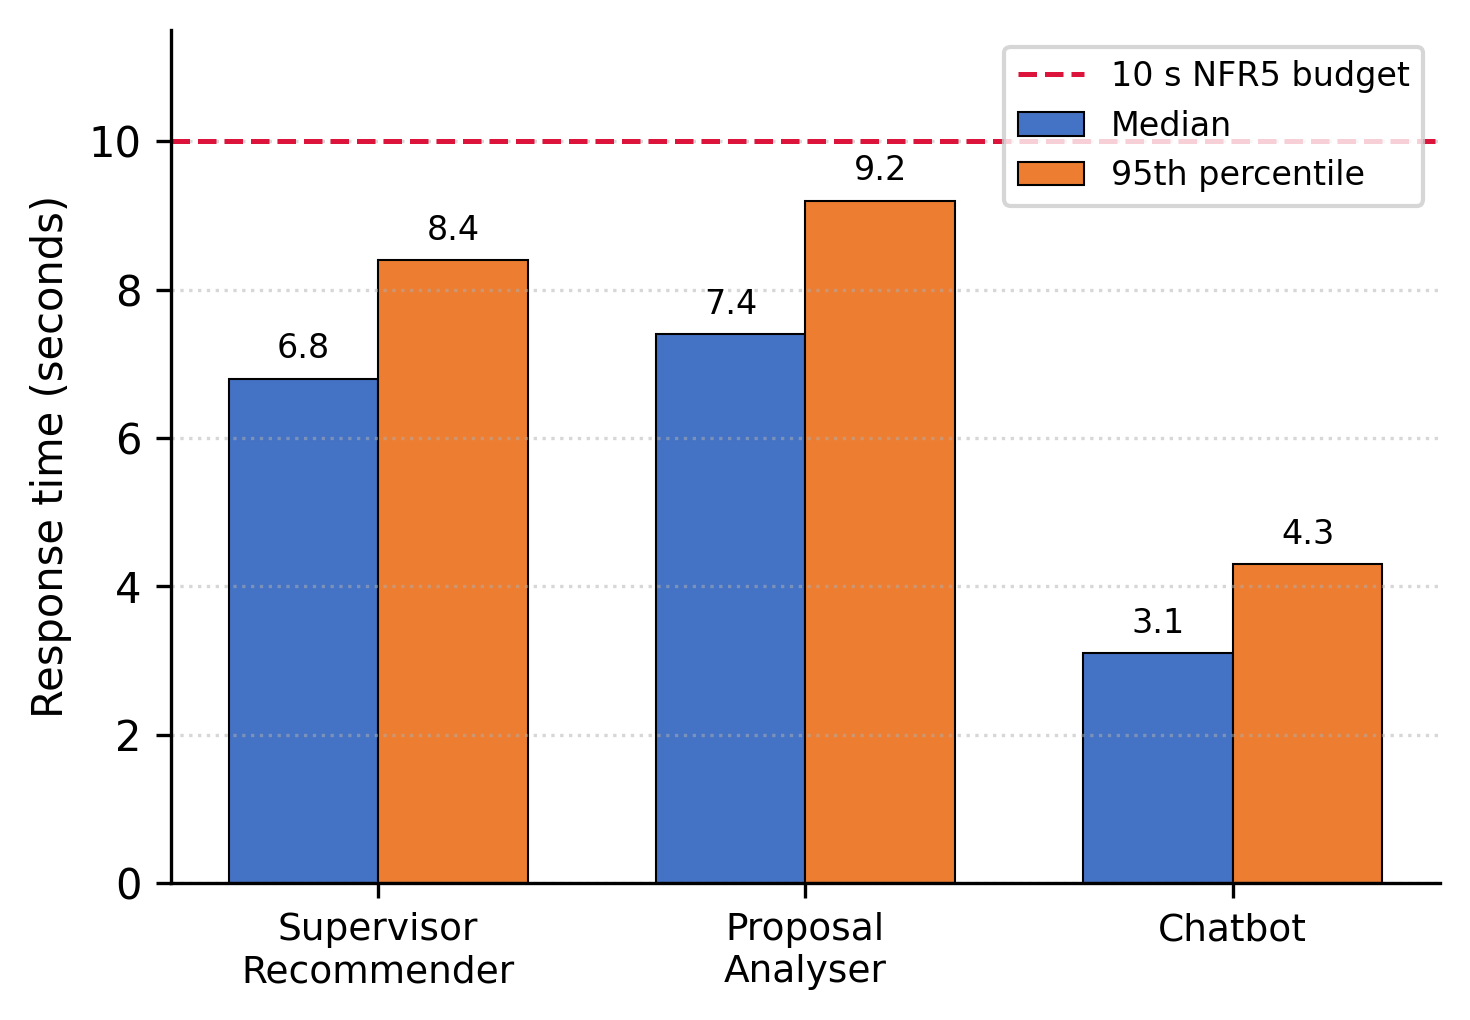 10 s NFR5 budget
Median
95th percentile
Response time (seconds)
10
8
6
4
2
0
6.8
8.4
7.4
9.2
3.1
4.3
Supervisor
Recommender
Proposal
Analyser
Chatbot